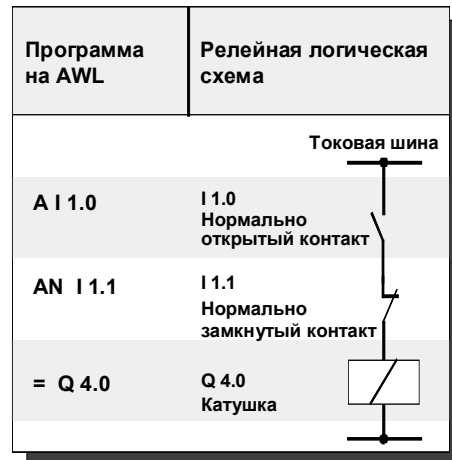 Программа
на AWL
Релейная логическая
схема
Токовая шина
A I 1.0
I 1.0
Нормально
открытый контакт
AN I 1.1
I 1.1
Нормально
замкнутый контакт
= Q 4.0
Q 4.0
Катушка